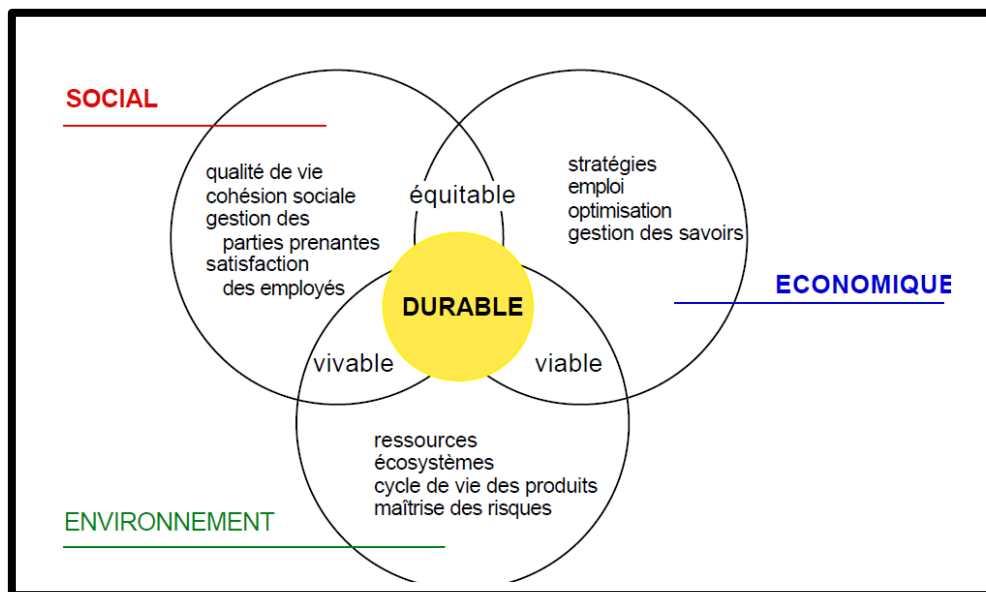 SOCIAL
qualité de vie
cohésion sociale
gestion des
parties prenantes
satisfaction
des employés
équitable
stratégies
emploi
optimisation
gestion des savoirs
ECONOMIQUE
DURABLE
vivable
viable
ressources
écosystèmes
cycle de vie des produits
maîtrise des risques
ENVIRONNEMENT